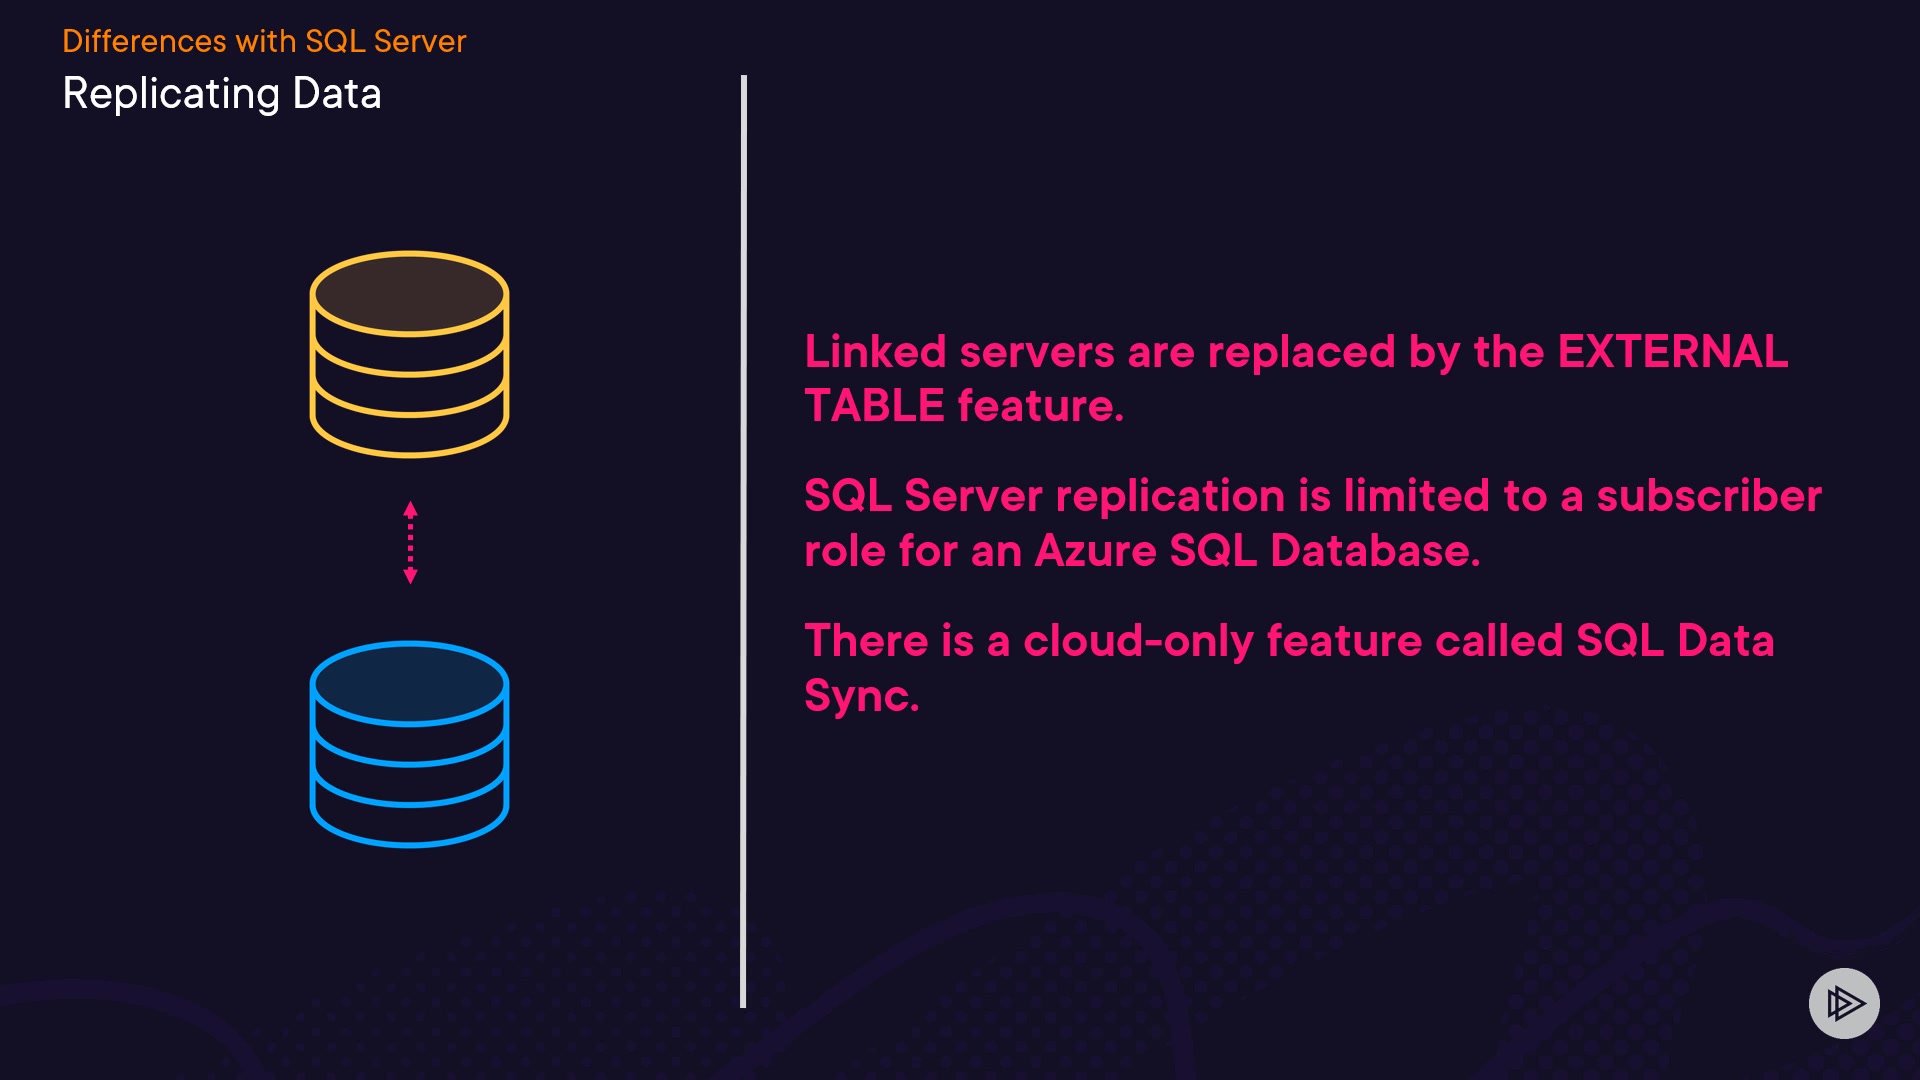 Differences with SQL Server
Replicating Data
Linked servers are replaced by the EXTERNAL
TABLE feature.
SQL Server replication is limited to a subscriber
role for an Azure SQL Database.
There is a cloud-only feature called SQL Data
Sync.